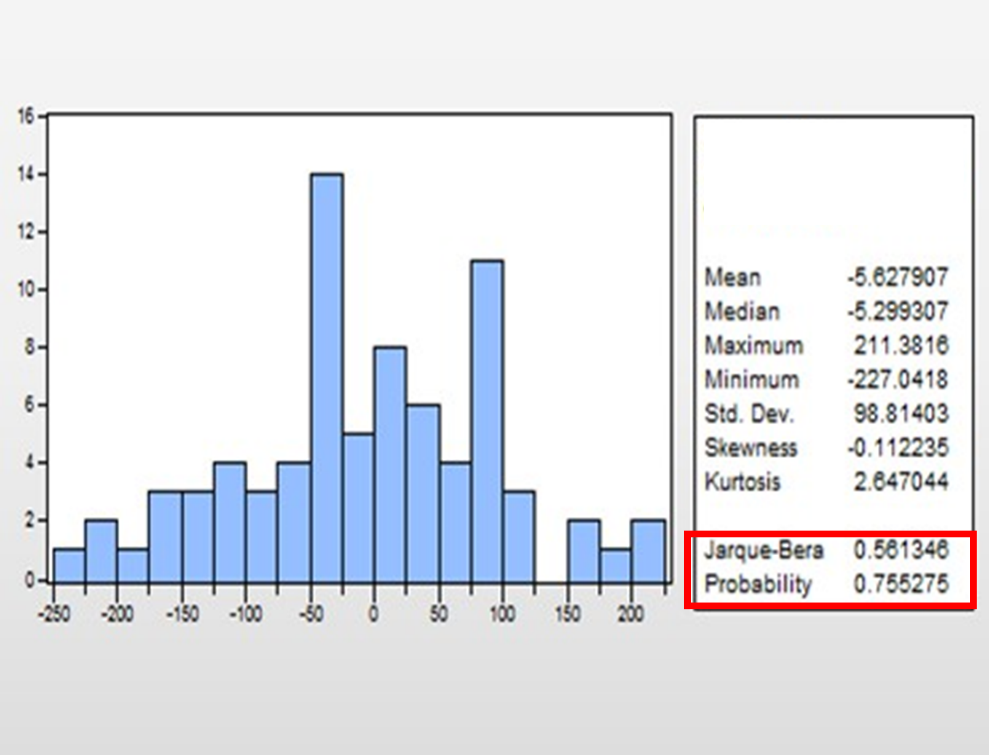 16
14
12
10
8
6
4
2
0
-250 -200 -150 -100 -50 0 50 100 150 200
Mean -5.627907
Median -5.299307
Maximum 211.3816
Minimum -227.0418
Std. Dev. 98.81403
Skewness -0.112235
Kurtosis 2.647044
Jarque-Bera 0.561346
Probability 0.755275